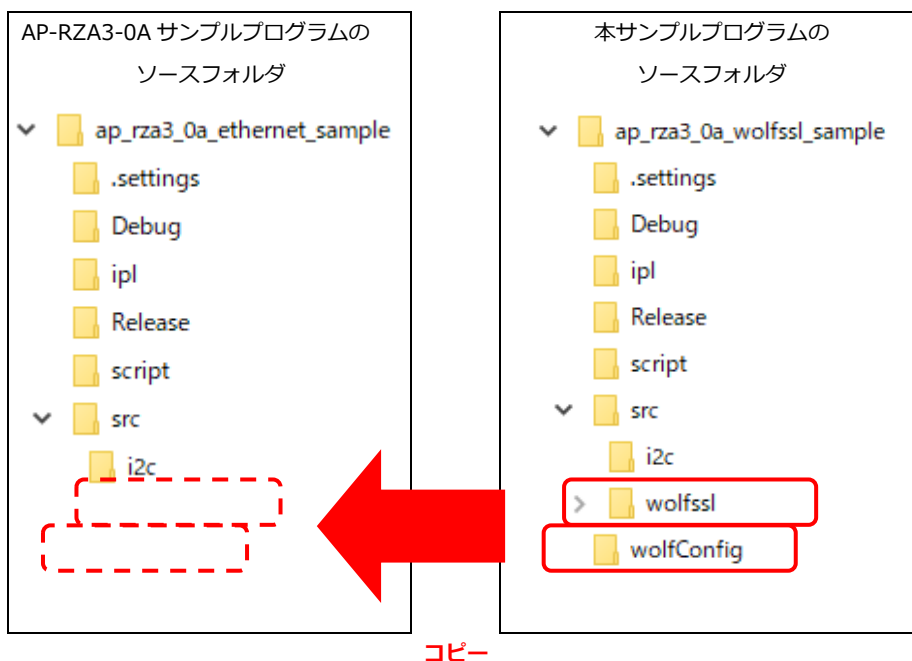 AP-RZA3-0A サンプルプログラムの
ソースフォルダ
ap_rza3_0a_ethernet_sample
.settings
Debug
ipl
Release
script
src
i2c
本サンプルプログラムの
ソースフォルダ
ap_rza3_0a_wolfssl_sample
.settings
Debug
ipl
Release
script
src
i2c
wolfssl
wolfConfig
コピー